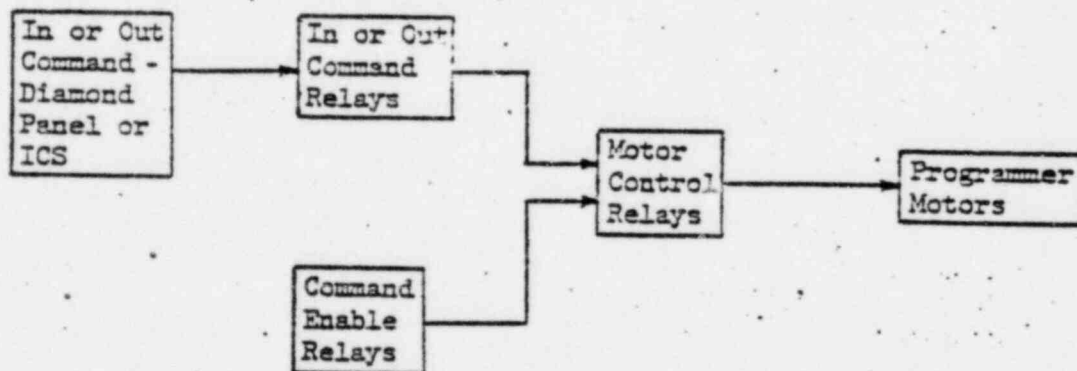 In or Out
Command -
Diamond
Panel or
ICS
In or Out
Command
Relays
Motor
Control
Relays
Programmer
Motors
Command
Enable
Relays